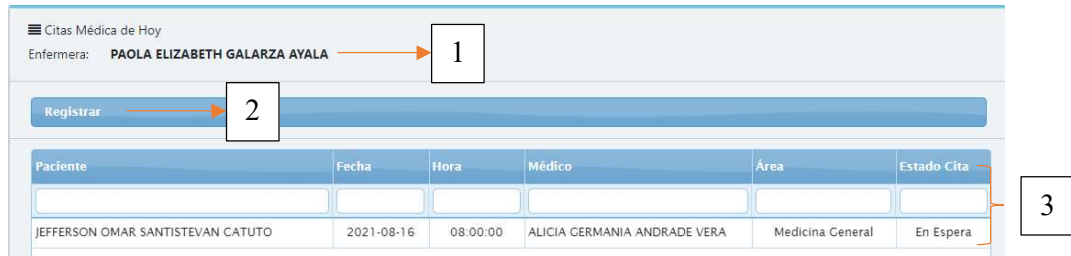 Citas Médica de Hoy
Enfermera: PAOLA ELIZABETH GALARZA AYALA
1
Registrar
2
Paciente Fecha Hora Médico Área Estado Cita
3
JEFFERSON OMAR SANTISTEVAN CATUTO 2021-08-16 08:00:00 ALICIA GERMANIA ANDRADE VERA Medicina General En Espera